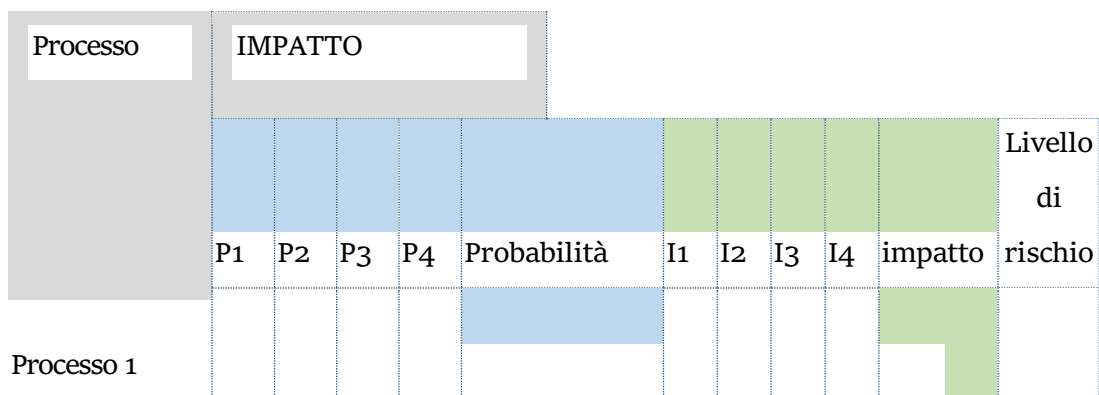 Processo IMPATTO
Livello
di
P1 P2 P3 P4 Probabilità I1 I2 I3 I4 impatto rischio
Processo 1